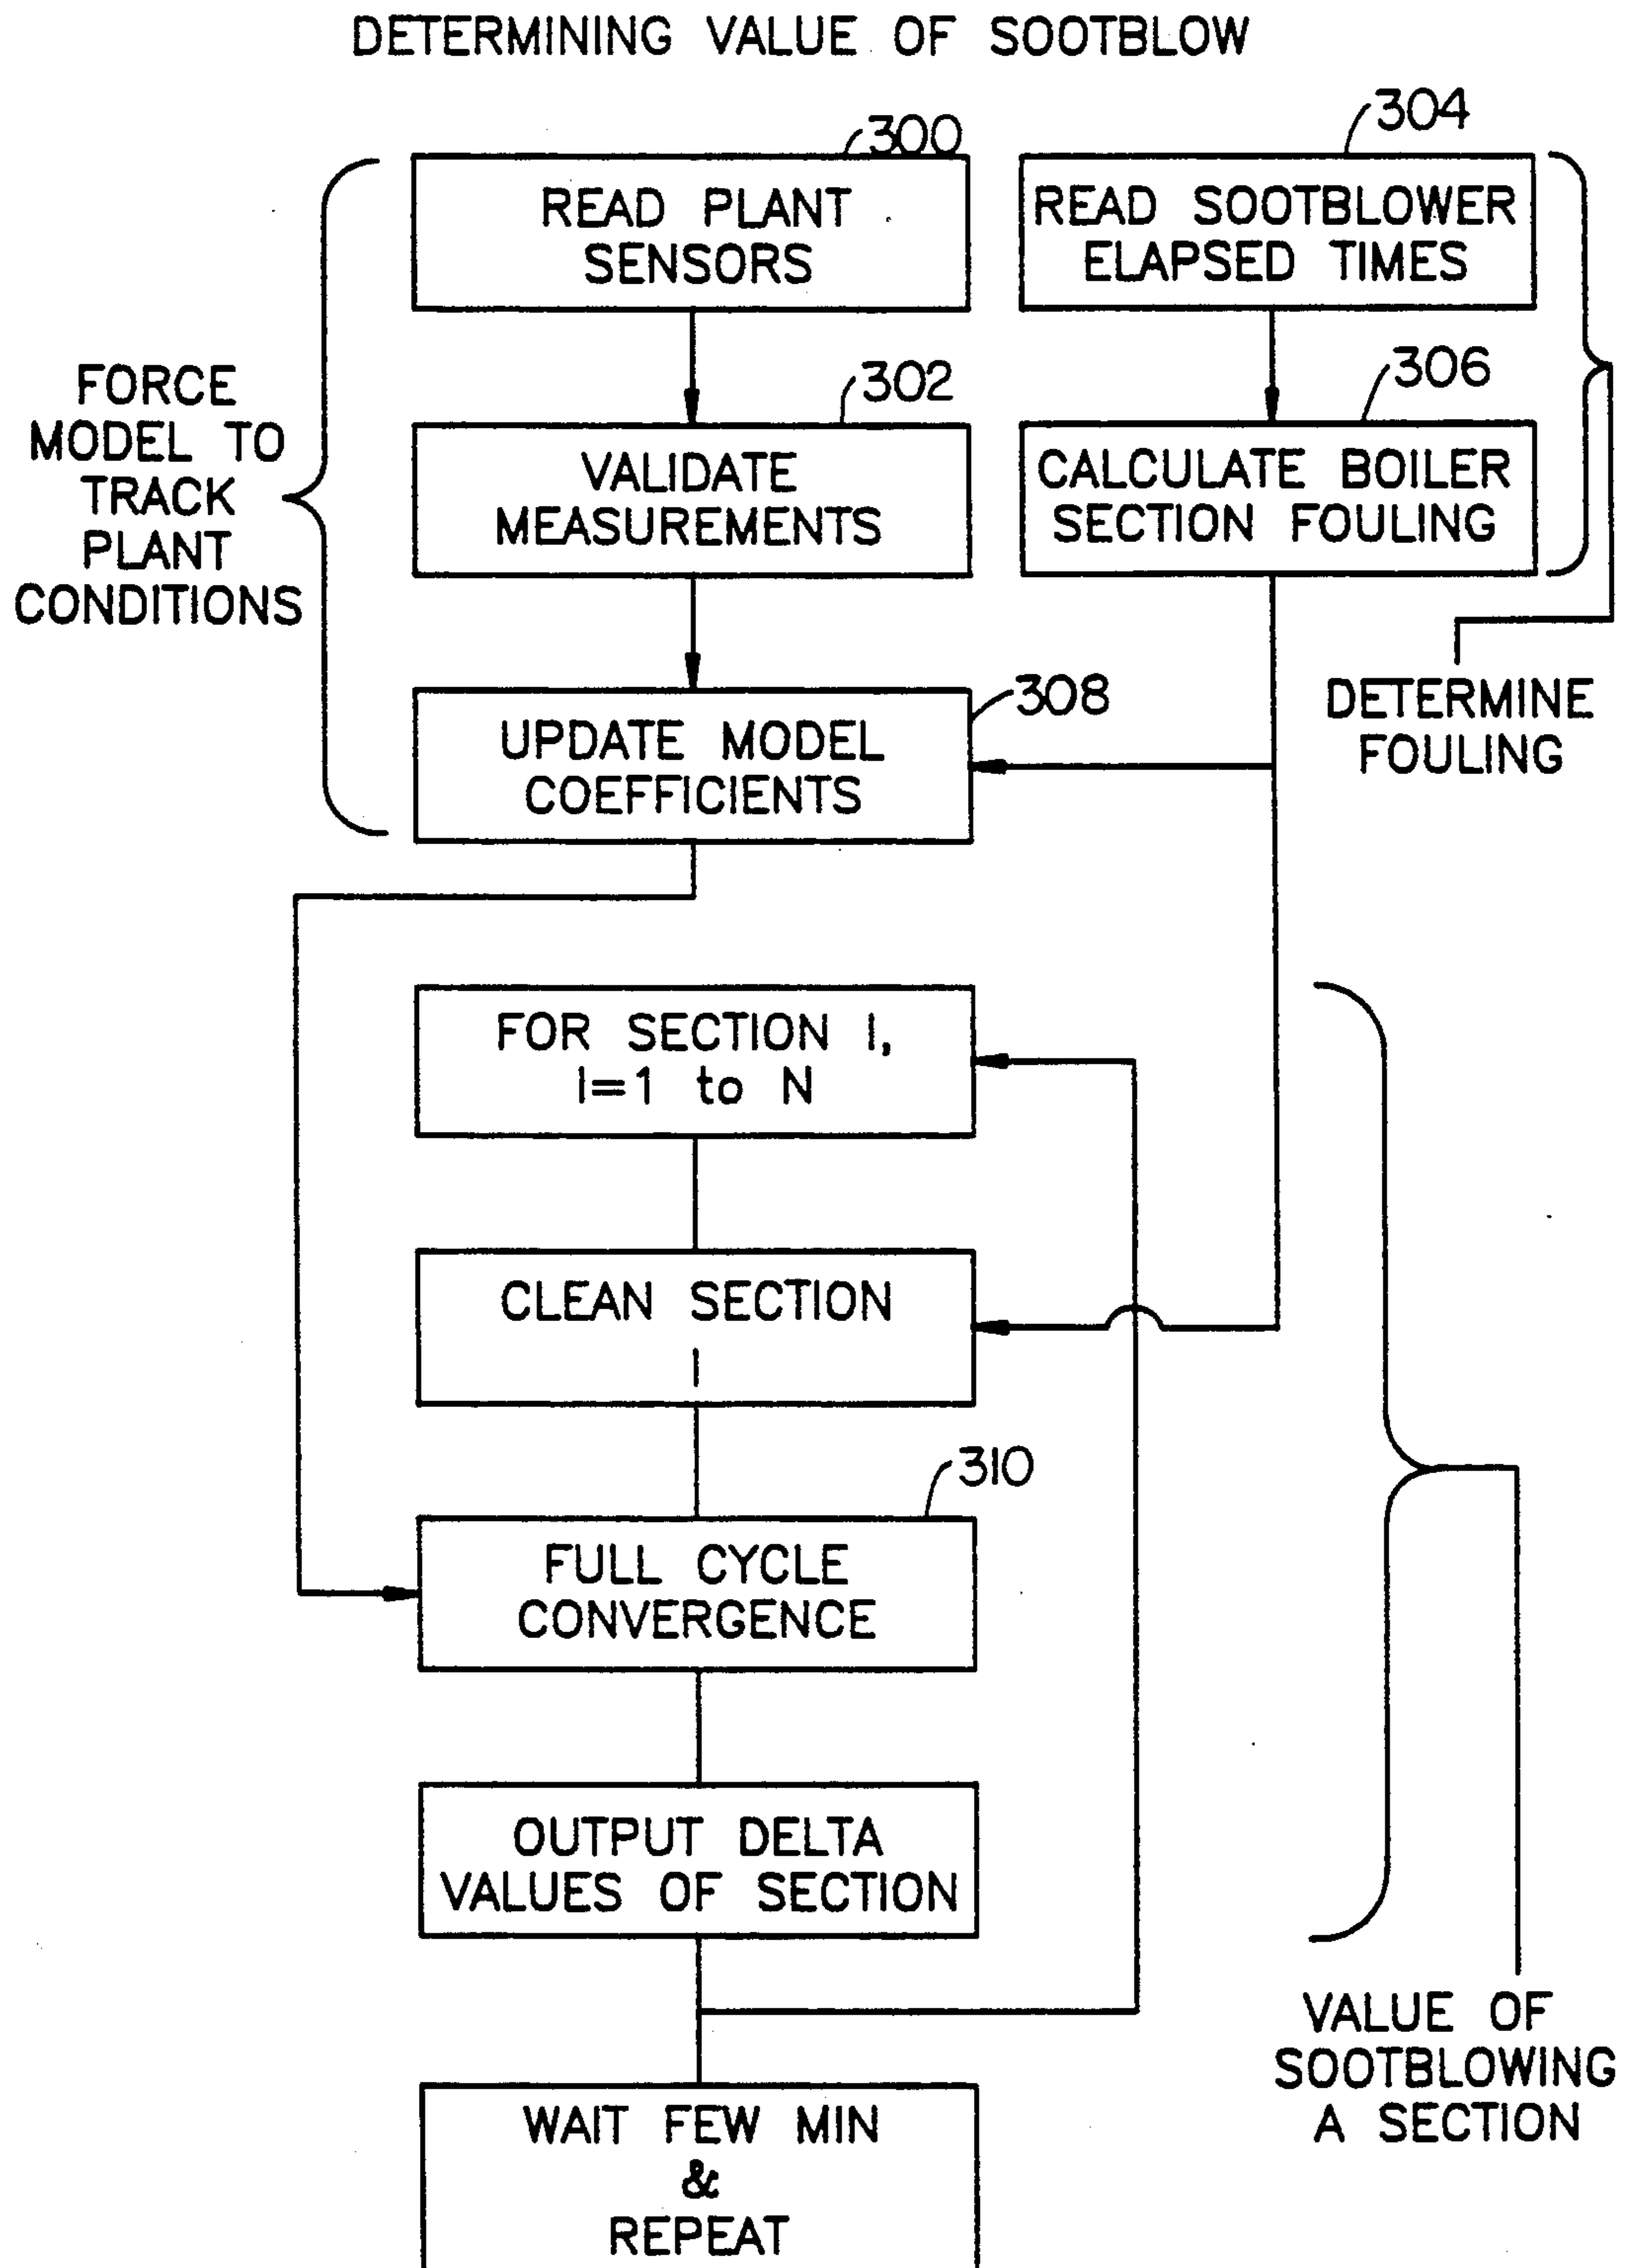 DETERMINING VALUE OF SOOTBLOW
300
READ PLANT
SENSORS
304
READ SOOTBLOWER
ELAPSED TIMES
FORCE
MODEL TO
TRACK
PLANT
CONDITIONS
302
VALIDATE
MEASUREMENTS
306
CALCULATE BOILER
SECTION FOULING
308
UPDATE MODEL
COEFFICIENTS
DETERMINE
FOULING
FOR SECTION I,
I=1 to N
CLEAN SECTION
I
310
FULL CYCLE
CONVERGENCE
OUTPUT DELTA
VALUES OF SECTION
VALUE OF
SOOTBLOWING
A SECTION
WAIT FEW MIN
&
REPEAT